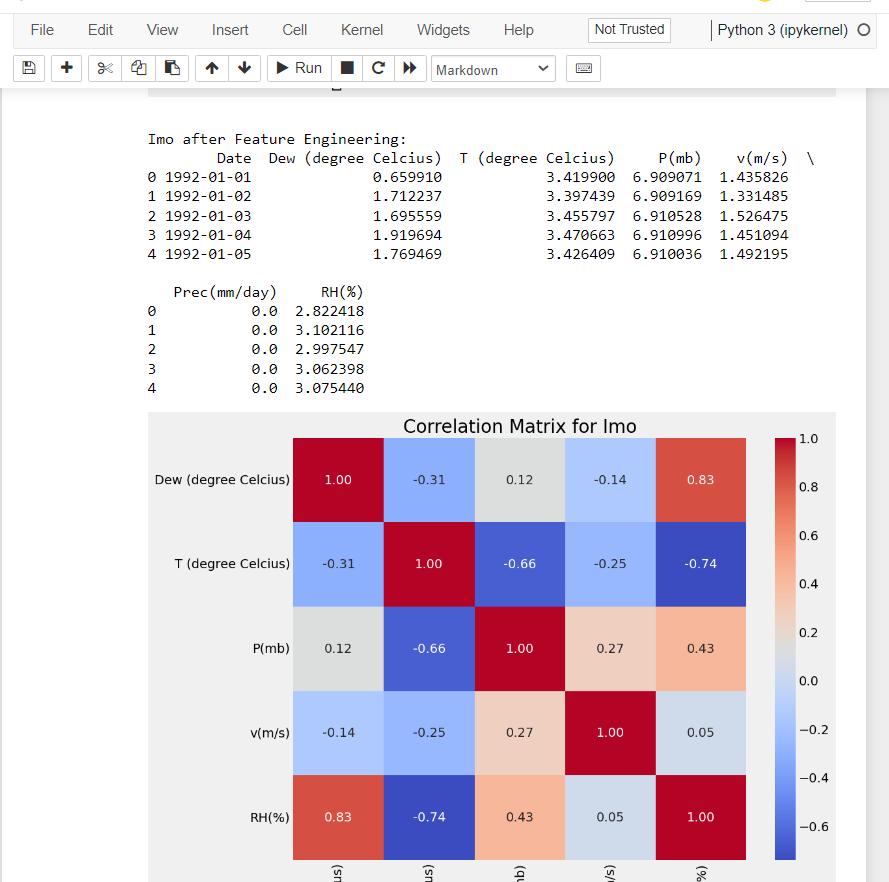 File Edit View Insert Cell Kernel Widgets Help Not Trusted Python 3 (ipykernel)
Run Markdown
Imo after Feature Engineering:
Date Dew (degree Celcius) T (degree Celcius) P(mb) v(m/s) \
0 1992-01-01 0.659910 3.419900 6.909071 1.435826
1 1992-01-02 1.712237 3.397439 6.909169 1.331485
2 1992-01-03 1.695559 3.455797 6.910528 1.526475
3 1992-01-04 1.919694 3.470663 6.910996 1.451094
4 1992-01-05 1.769469 3.426409 6.910036 1.492195
Prec(mm/day) RH(%)
0 0.0 2.822418
1 0.0 3.102116
2 0.0 2.997547
3 0.0 3.062398
4 0.0 3.075440
Correlation Matrix for Imo
1.0
Dew (degree Celcius) 1.00 -0.31 0.12 -0.14 0.83
0.8
0.6
T (degree Celcius) -0.31 1.00 -0.66 -0.25 -0.74
0.4
0.2
P(mb) 0.12 -0.66 1.00 0.27 0.43
0.0
−0.2
v(m/s) -0.14 -0.25 0.27 1.00 0.05
−0.4
RH(%) 0.83 -0.74 0.43 0.05 1.00
−0.6
us) us) nb) /s) %)